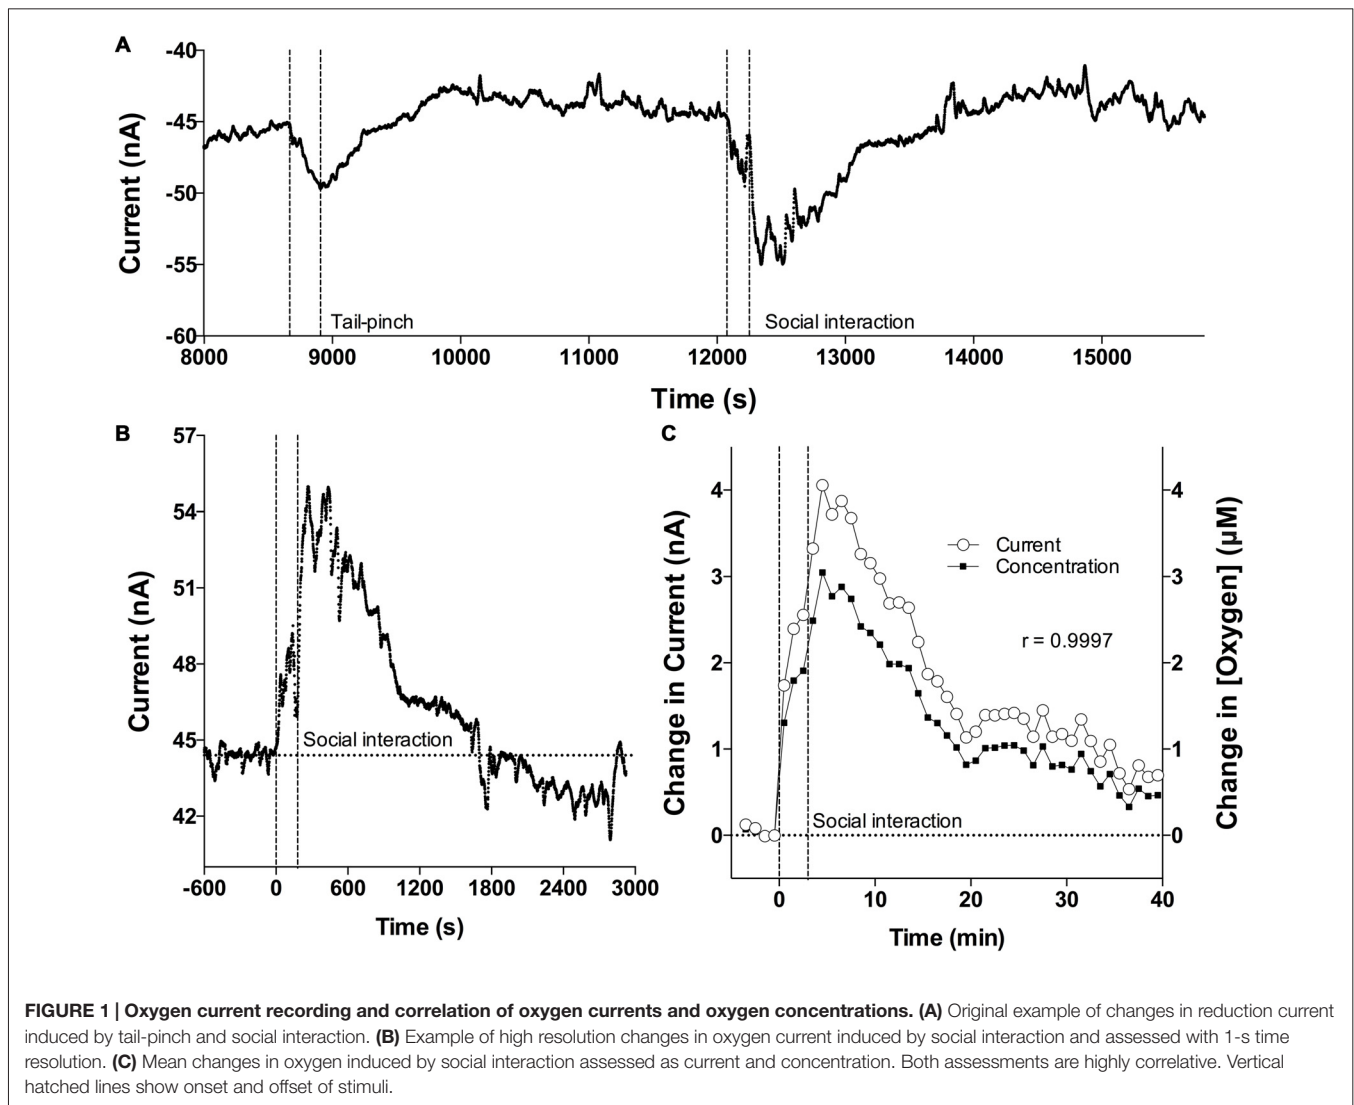 A
-40
-45
-50
-55
-60
Current (nA)
Tail-pinch
Social interaction
8000 9000 10000 11000 12000 13000 14000 15000
Time (s)
B
57
54
51
48
45
42
Current (nA)
Social interaction
-600 0 600 1200 1800 2400 3000
Time (s)
C
4
3
2
1
0
Change in Current (nA)
Current
Concentration
r = 0.9997
Social interaction
4
3
2
1
0
Change in [Oxygen] (µM)
0 10 20 30 40
Time (min)
FIGURE 1 | Oxygen current recording and correlation of oxygen currents and oxygen concentrations. (A) Original example of changes in reduction current
induced by tail-pinch and social interaction. (B) Example of high resolution changes in oxygen current induced by social interaction and assessed with 1-s time
resolution. (C) Mean changes in oxygen induced by social interaction assessed as current and concentration. Both assessments are highly correlative. Vertical
hatched lines show onset and offset of stimuli.